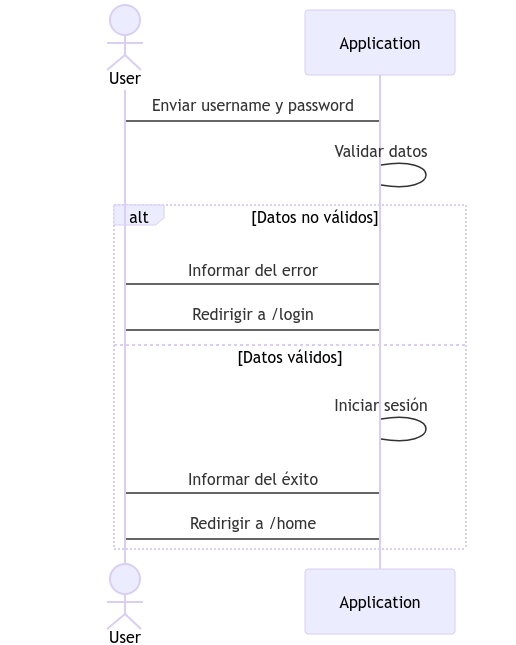 User
Application
Enviar username y password
Validar datos
alt
[Datos no válidos]
Informar del error
Redirigir a /login
[Datos válidos]
Iniciar sesión
Informar del éxito
Redirigir a /home
User
Application